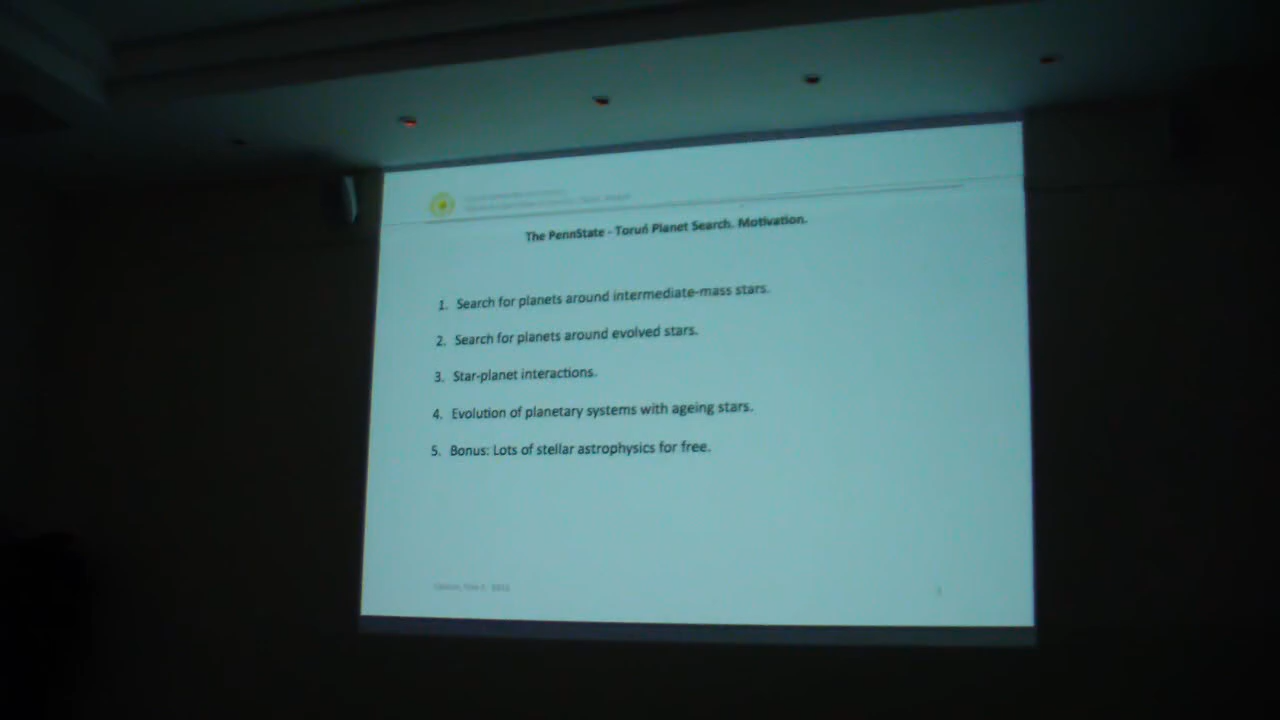 The PennState - Toruń Planet Search. Motivation.
1. Search for planets around intermediate-mass stars.
2. Search for planets around evolved stars.
3. Star-planet interactions.
4. Evolution of planetary systems with ageing stars.
5. Bonus: Lots of stellar astrophysics for free.